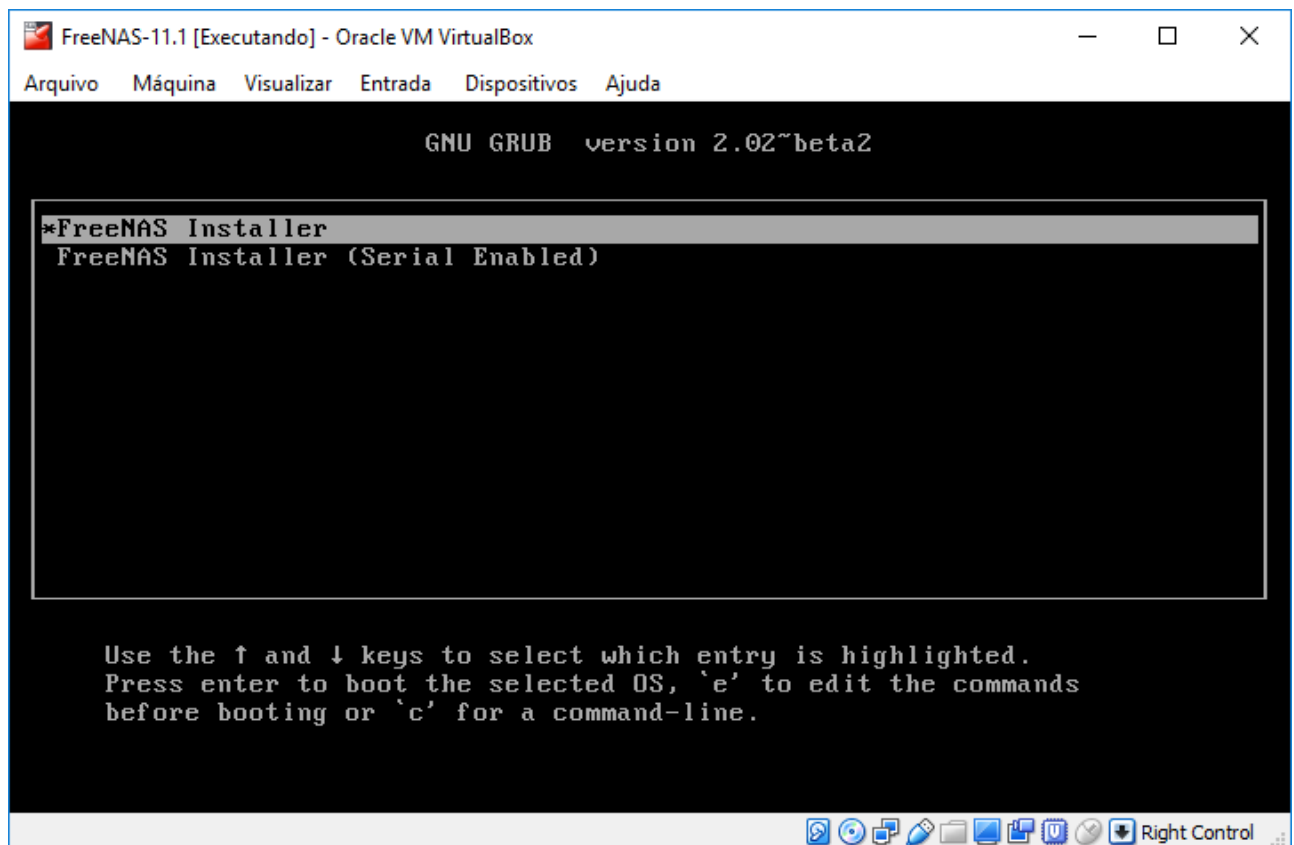 FreeNAS-11.1 [Executando] - Oracle VM VirtualBox
Arquivo Máquina Visualizar Entrada Dispositivos Ajuda
GNU GRUB version 2.02~beta2
*FreeNAS Installer
FreeNAS Installer (Serial Enabled)
Use the ↑ and ↓ keys to select which entry is highlighted.
Press enter to boot the selected OS, `e' to edit the commands
before booting or `c' for a command-line.
Right Control